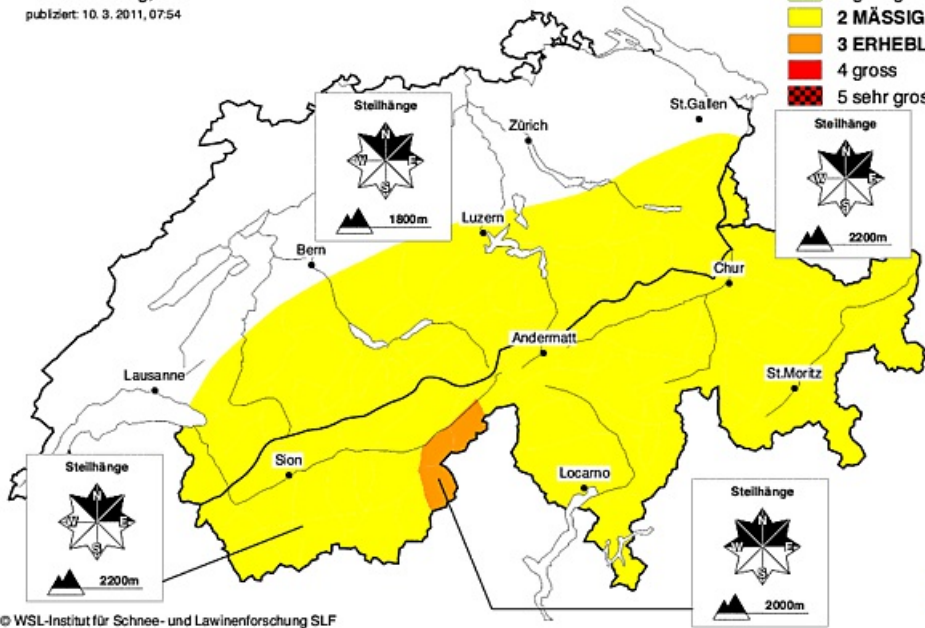 publiziert: 10. 3. 2011, 07:54
2 MÄSSIG
3 ERHEBL
4 gross
5 sehr gros
Steilhänge
N
W E
S
1800m
Steilhänge
N
W E
S
2200m
St.Gallen
Zürich
Luzern
Bern
Chur
Andermatt
Lausanne
St.Moritz
Sion
Locarno
Steilhänge
N
W E
S
2200m
Steilhänge
N
W E
S
2000m
© WSL-Institut für Schnee- und Lawinenforschung SLF